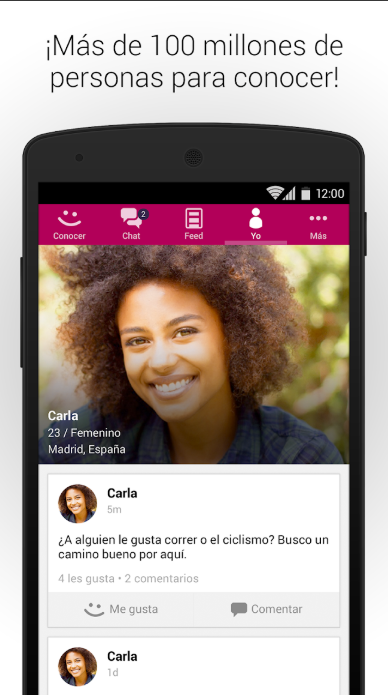 ¡Más de 100 millones de
personas para conocer!
12:00
2
Conocer Chat Feed Yo Más
Carla
23 / Femenino
Madrid, España
Carla
5m
¿A alguien le gusta correr o el ciclismo? Busco un
camino bueno por aquí.
4 les gusta • 2 comentarios
Me gusta Comentar
Carla
1d